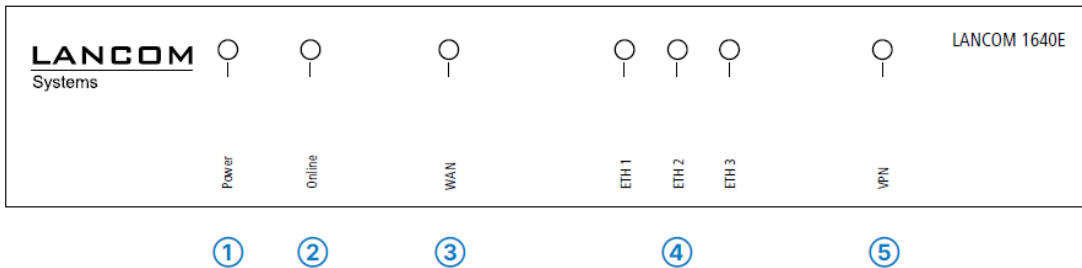 LANCOM
Systems
LANCOM 1640E
Power
Online
WAN
ETH 1
ETH 2
ETH 3
VPN
1
2
3
4
5